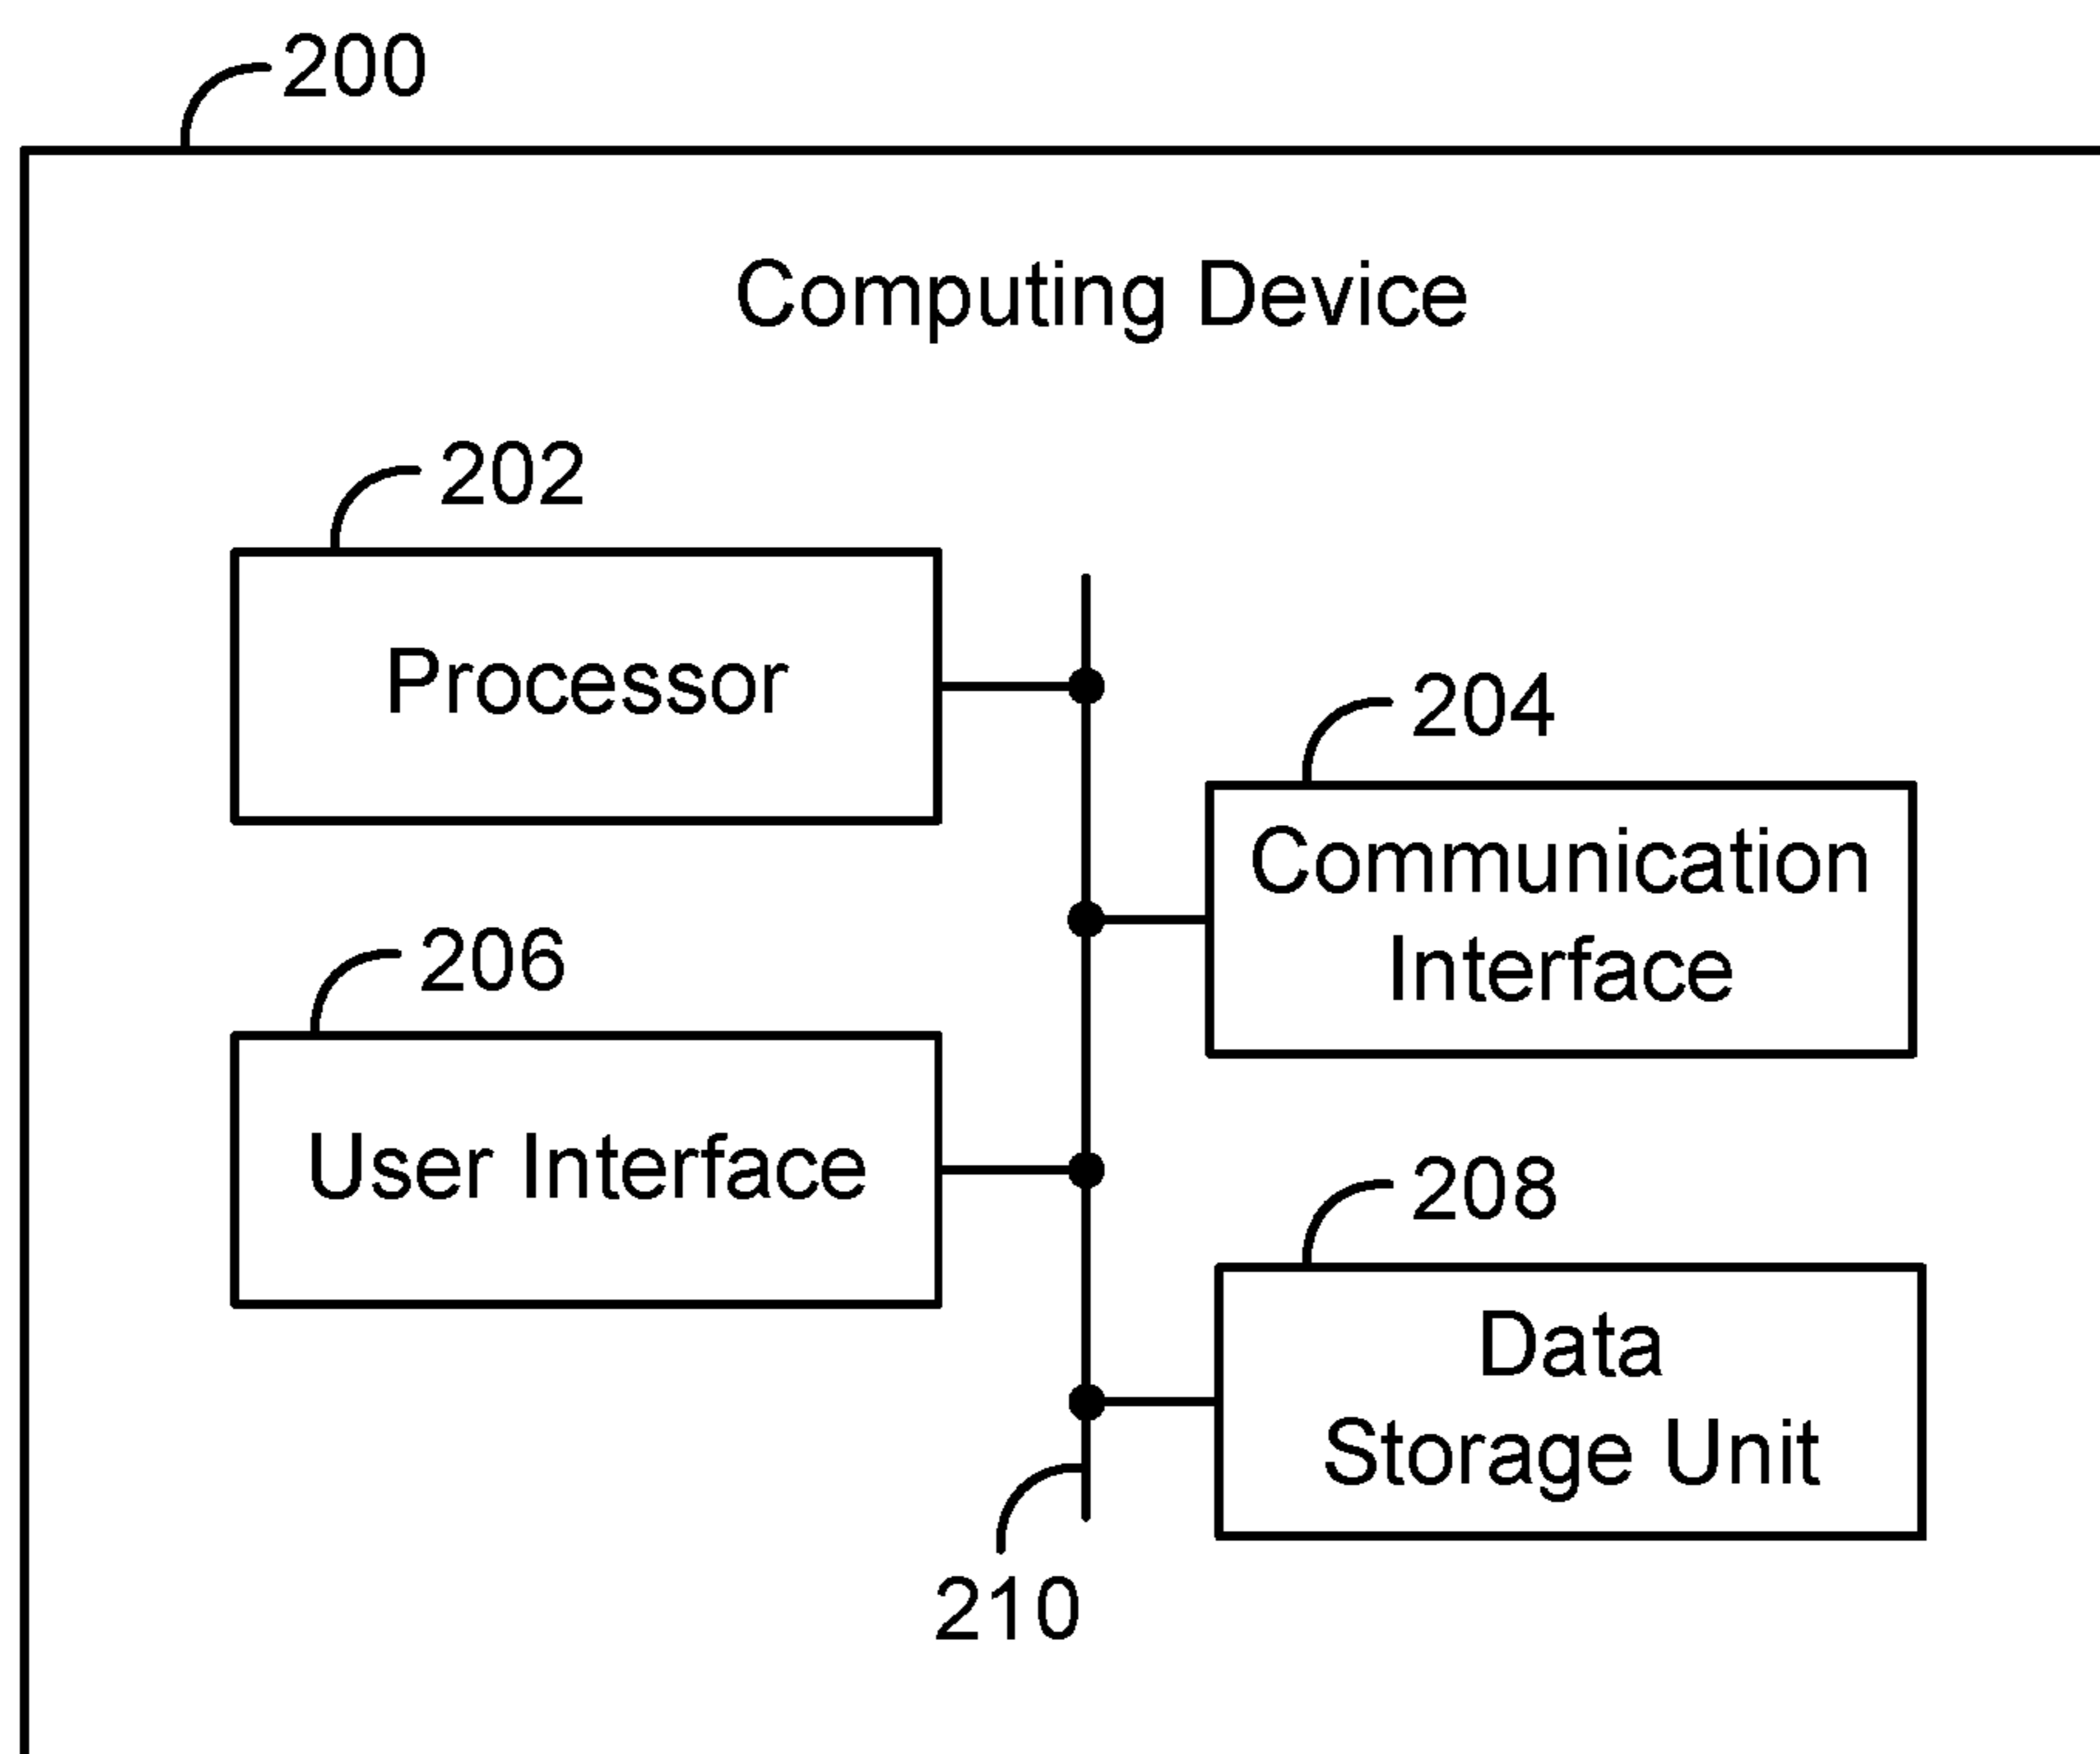 200
Computing Device
202
Processor
204
Communication
Interface
206
User Interface
208
Data
Storage Unit
210